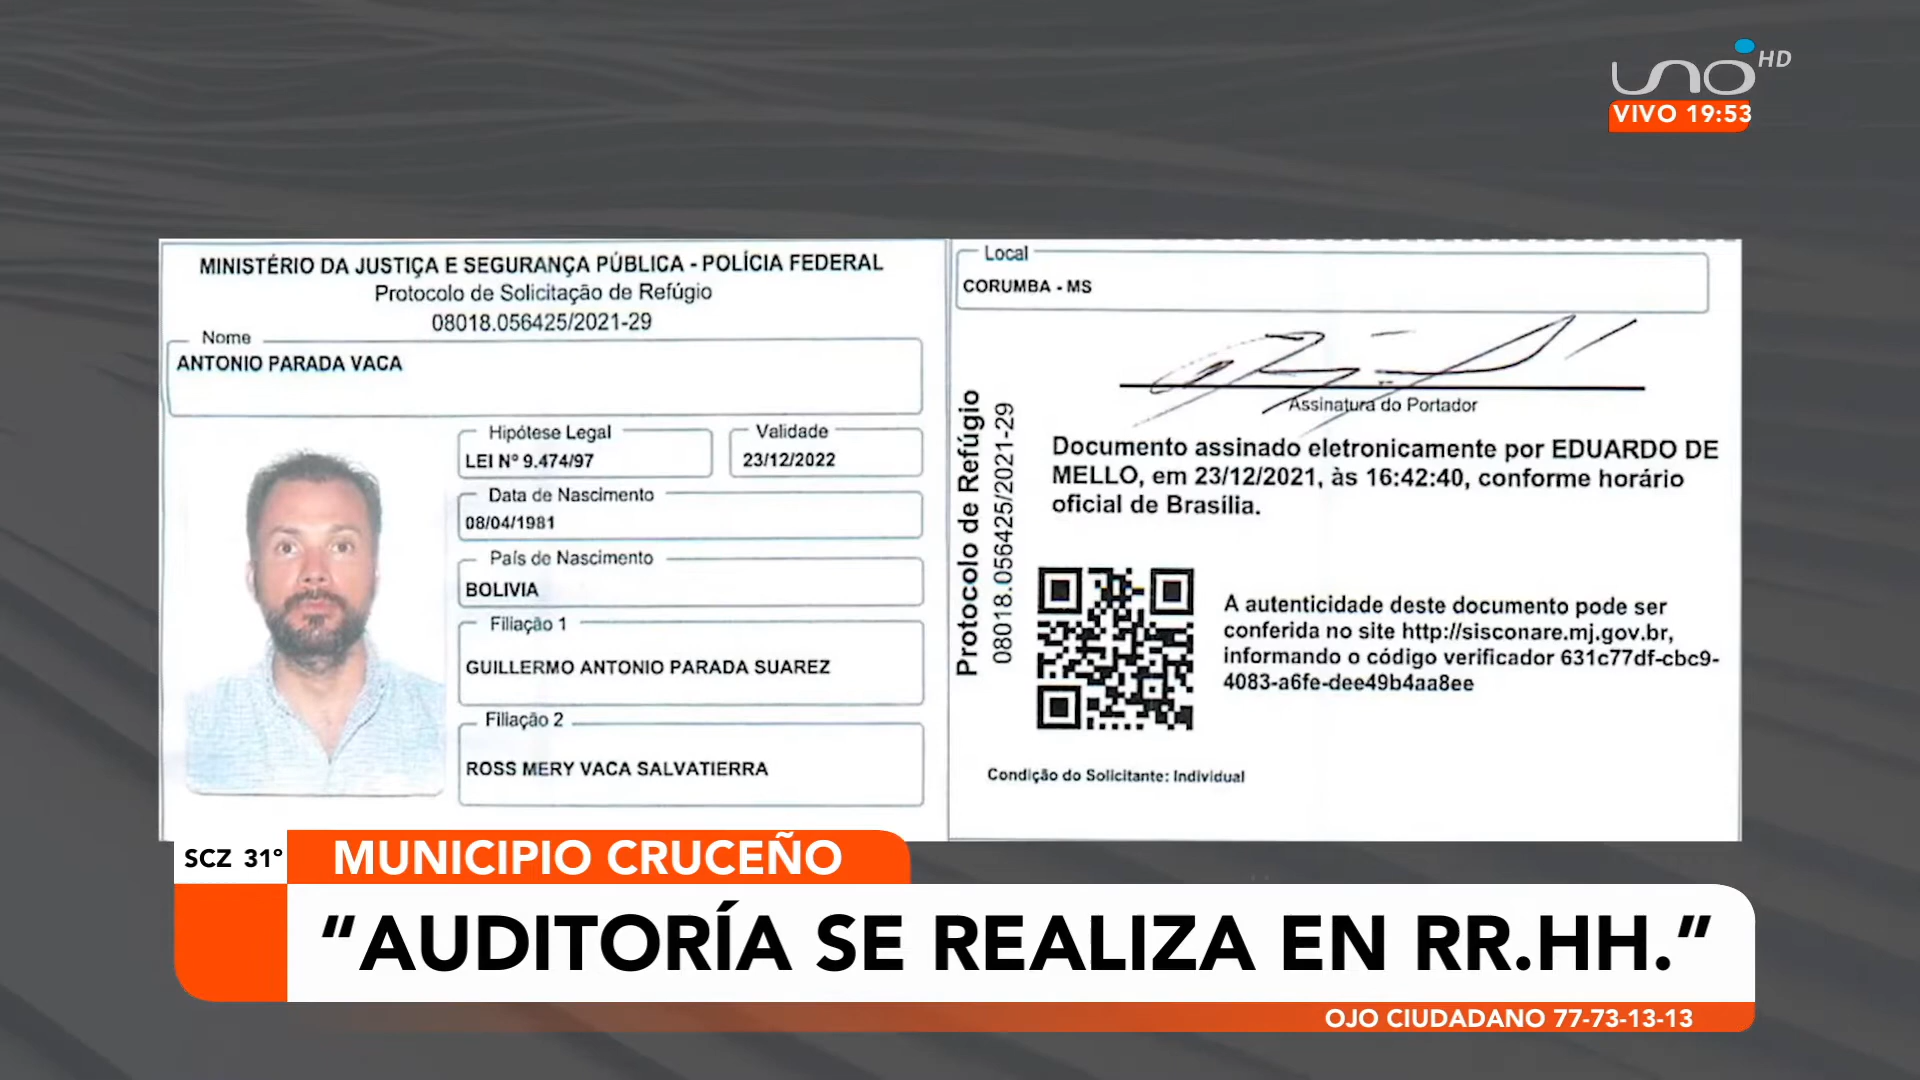 uno HD
VIVO 19:53
MINISTÉRIO DA JUSTIÇA E SEGURANÇA PÚBLICA - POLÍCIA FEDERAL
Protocolo de Solicitação de Refúgio
08018.056425/2021-29
Nome
ANTONIO PARADA VACA
Hipótese Legal
LEI Nº 9.474/97
Validade
23/12/2022
Data de Nascimento
08/04/1981
País de Nascimento
BOLIVIA
Filiação 1
GUILLERMO ANTONIO PARADA SUAREZ
Filiação 2
ROSS MERY VACA SALVATIERRA
Local
CORUMBA - MS
Assinatura do Portador
Protocolo de Refúgio
08018.056425/2021-29
Documento assinado eletronicamente por EDUARDO DE
MELLO, em 23/12/2021, às 16:42:40, conforme horário
oficial de Brasília.
A autenticidade deste documento pode ser
conferida no site http://sisconare.mj.gov.br,
informando o código verificador 631c77df-cbc9-
4083-a6fe-dee49b4aa8ee
Condição do Solicitante: Individual
SCZ 31º
MUNICIPIO CRUCEÑO
“AUDITORÍA SE REALIZA EN RR.HH.”
OJO CIUDADANO 77-73-13-13